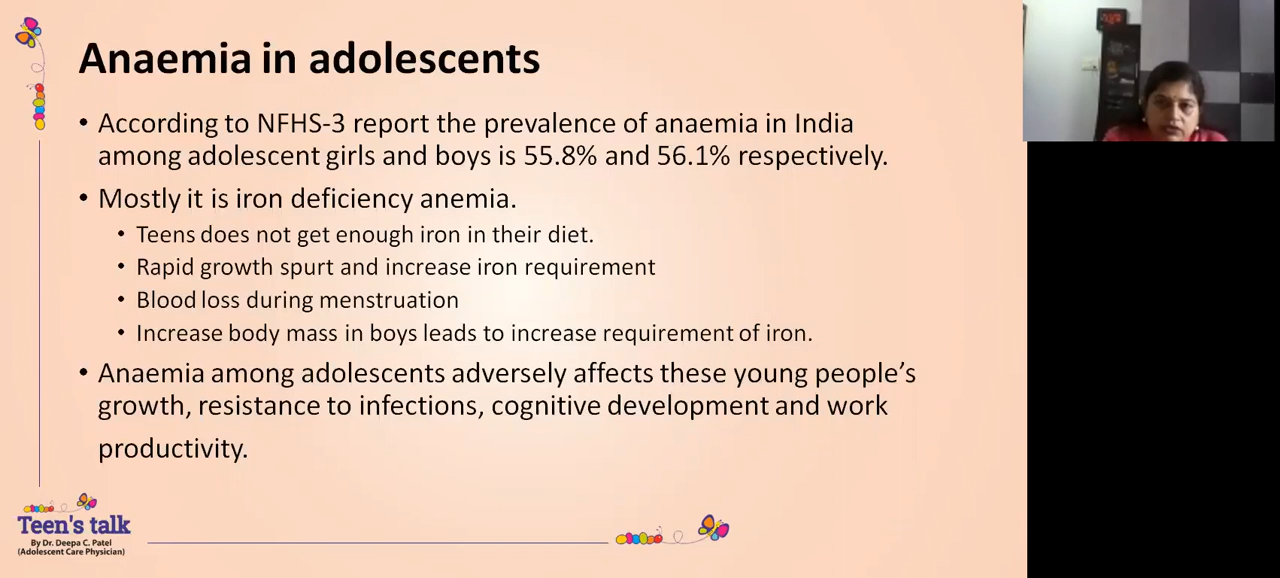 Anaemia in adolescents
• According to NFHS-3 report the prevalence of anaemia in India
among adolescent girls and boys is 55.8% and 56.1% respectively.
• Mostly it is iron deficiency anemia.
• Teens does not get enough iron in their diet.
• Rapid growth spurt and increase iron requirement
• Blood loss during menstruation
• Increase body mass in boys leads to increase requirement of iron.
• Anaemia among adolescents adversely affects these young people’s
growth, resistance to infections, cognitive development and work
productivity.
Teen's talk
By Dr. Deepa C. Patel
(Adolescent Care Physician)